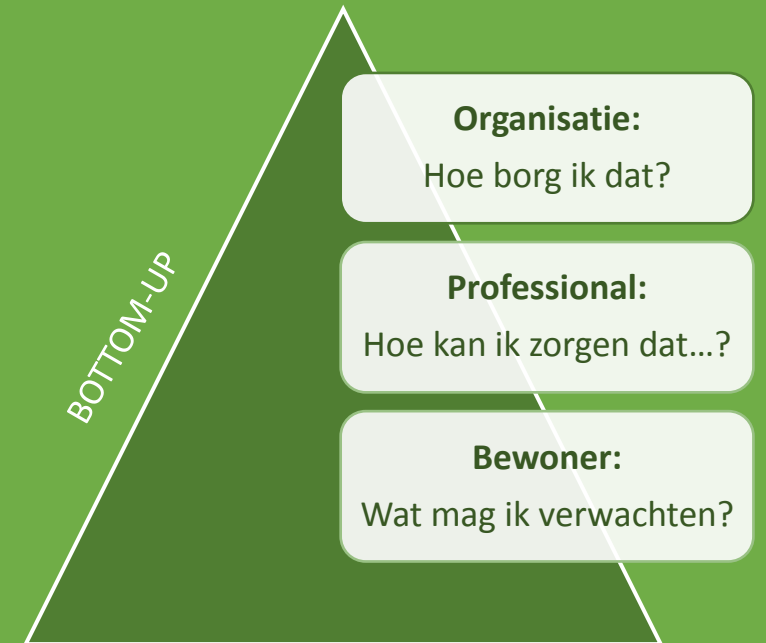 Organisatie:
Hoe borg ik dat?
BOTTOM-UP
Professional:
Hoe kan ik zorgen dat...?
Bewoner:
Wat mag ik verwachten?